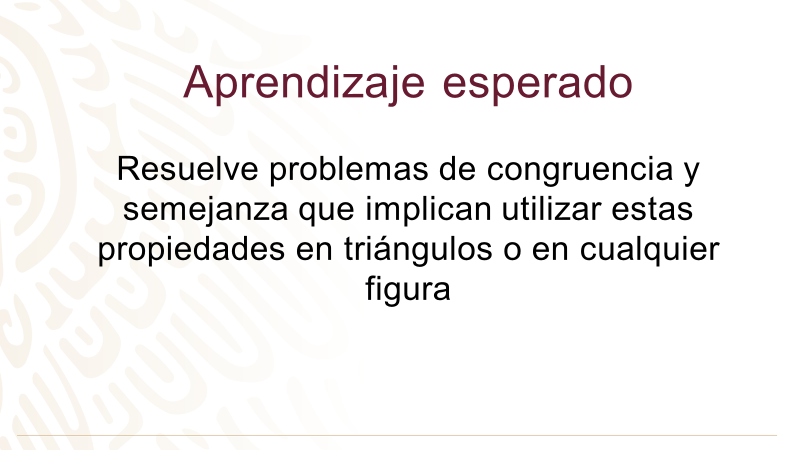 Aprendizaje esperado
Resuelve problemas de congruencia y
semejanza que implican utilizar estas
propiedades en triángulos o en cualquier
figura